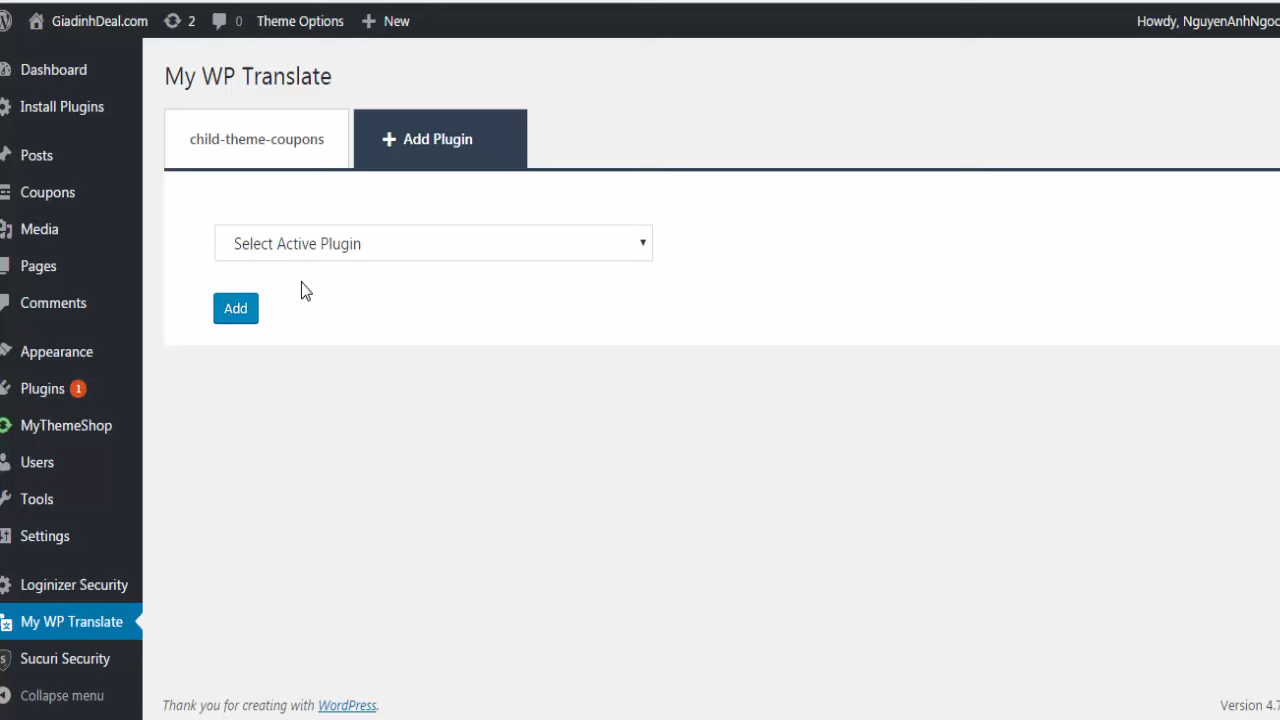 GiadinhDeal.com 2 0 Theme Options New Howdy, NguyenAnhNgoc
Dashboard
Install Plugins
Posts
Coupons
Media
Pages
Comments
Appearance
Plugins 1
MyThemeShop
Users
Tools
Settings
Loginizer Security
My WP Translate
Sucuri Security
Collapse menu
My WP Translate
child-theme-coupons
+ Add Plugin
Select Active Plugin
Add
Thank you for creating with WordPress.
Version 4.7